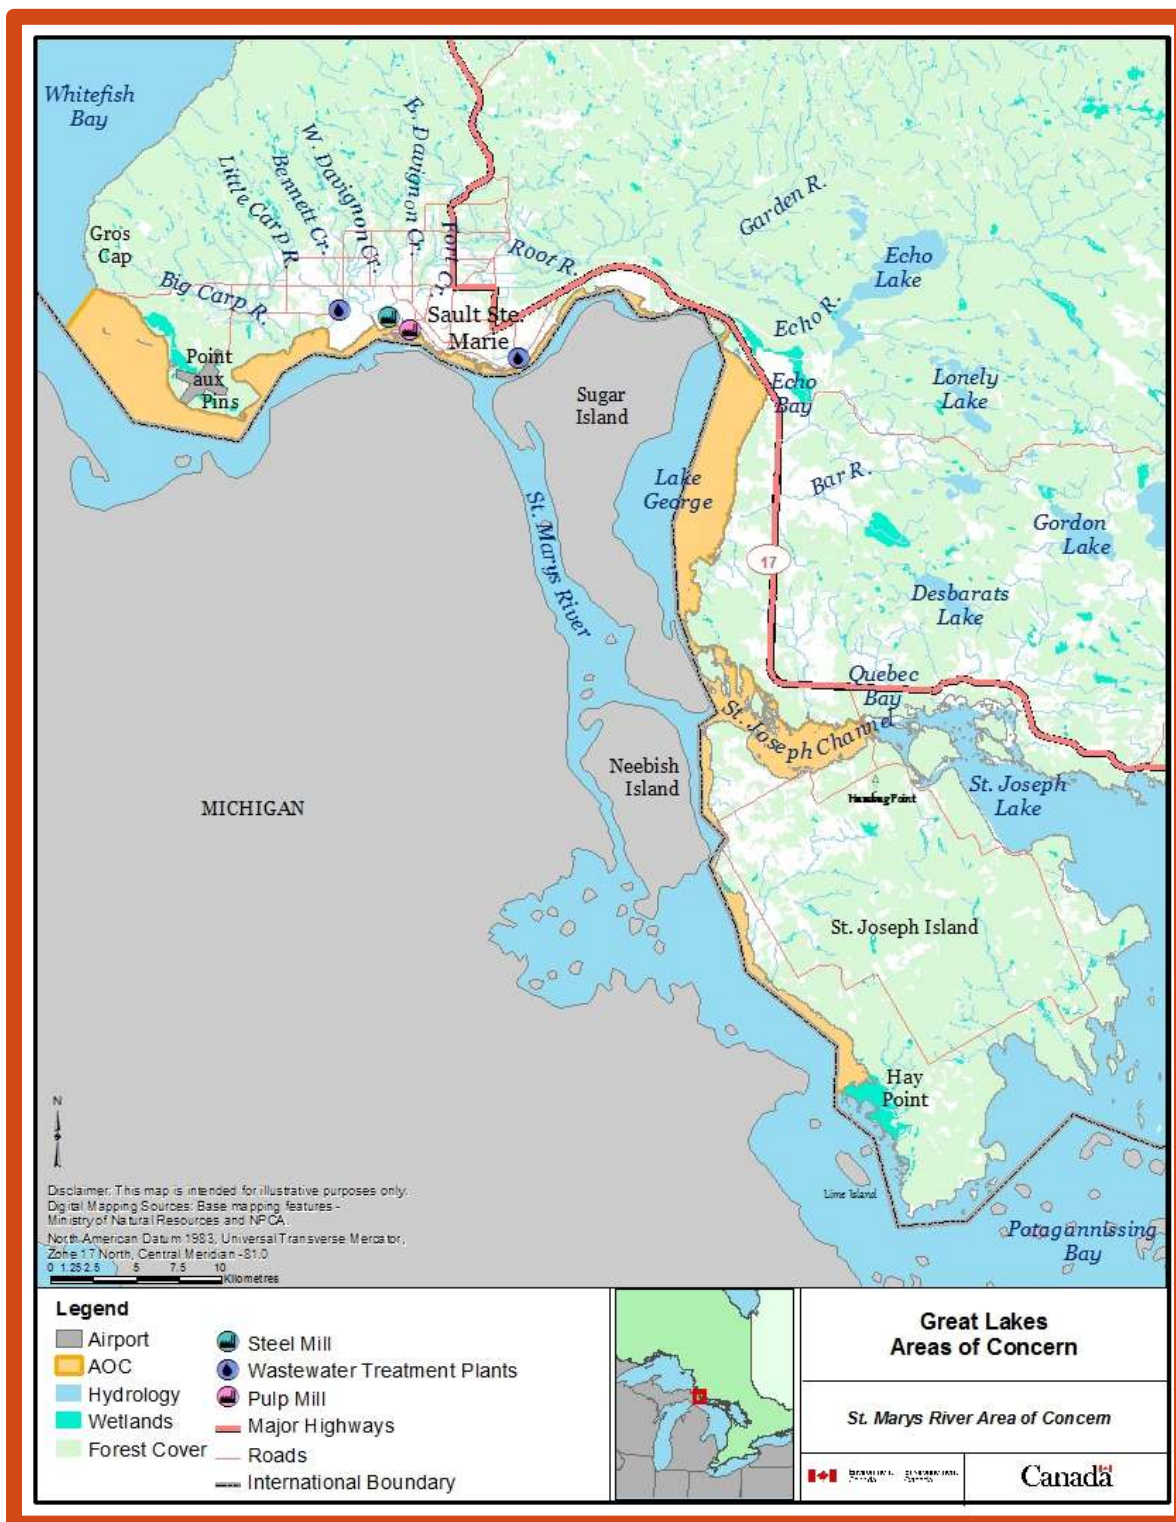 Whitefish
Bay
Gros
Cap
Little Carp R.
Bennett Cr.
W. Davignon Cr.
E. Davignon Cr.
Fort Cr.
Root R.
Garden R.
Echo
Lake
Big Carp R.
Sault Ste.
Marie
Echo R.
Point
aux
Pins
Sugar
Island
Echo
Bay
Lonely
Lake
Lake
George
Bar R.
Gordon
Lake
St. Marys River
17
Desbarats
Lake
Quebec
Bay
St. Joseph Channel
Neebish
Island
MICHIGAN
St. Joseph
Lake
Point
St. Joseph Island
Hay
Point
N
Lime Island
Potagannissing
Bay
Disclaimer: This map is intended for illustrative purposes only.
Digital Mapping Sources: Base mapping features -
Ministry of Natural Resources and NPCA.
North American Datum 1983, Universal Transverse Mercator,
Zone 17 North, Central Meridian -81.0
0 1.25 2.5 5 7.5 10
Kilometres
Legend
Airport
AOC
Hydrology
Wetlands
Forest Cover
Steel Mill
Wastewater Treatment Plants
Pulp Mill
Major Highways
Roads
International Boundary
Great Lakes
Areas of Concern
St. Marys River Area of Concern
Environment Environnement
Canada Canada
Canada